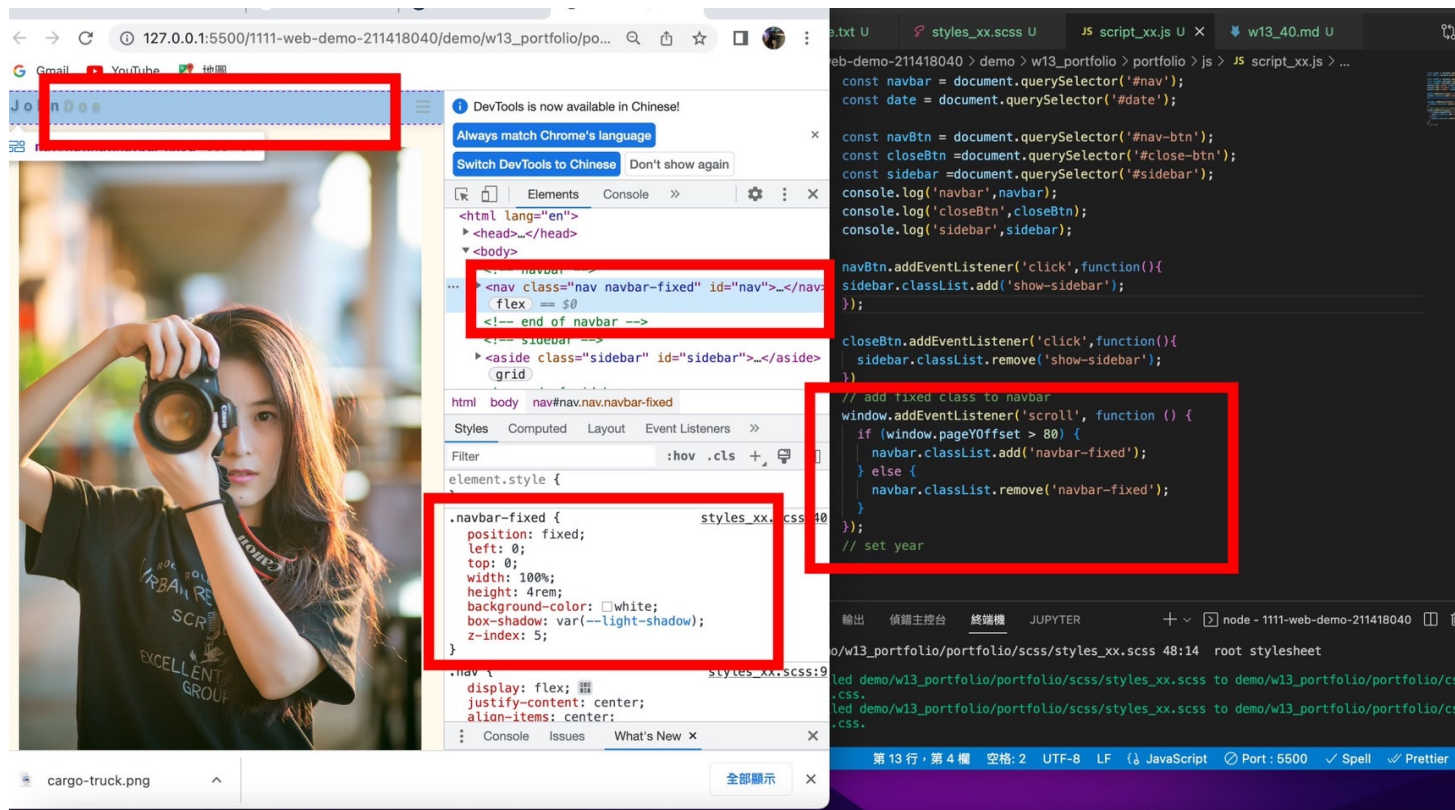 127.0.0.1:5500/1111-web-demo-211418040/demo/w13_portfolio/po...
Gmail
YouTube
地圖
DevTools is now available in Chinese!
Always match Chrome's language
Switch DevTools to Chinese
Don't show again
Elements
Console
<html lang="en">
<head>…</head>
<body>
<!-- navbar -->
<nav class="nav navbar-fixed" id="nav">…</nav>
flex == $0
<!-- end of navbar -->
<!-- sidebar -->
<aside class="sidebar" id="sidebar">…</aside>
grid
html body nav#nav.nav.navbar-fixed
Styles Computed Layout Event Listeners
Filter :hov .cls
element.style {
}
.navbar-fixed {
position: fixed;
left: 0;
top: 0;
width: 100%;
height: 4rem;
background-color: white;
box-shadow: var(--light-shadow);
z-index: 5;
}
.nav { styles_xx.scss:9
display: flex;
justify-content: center;
align-items: center;
Console Issues What's New
cargo-truck.png
全部顯示
Canon
EXCELLENT
GROUP
e.txt U
styles_xx.scss U
JS script_xx.js U
w13_40.md U
eb-demo-211418040 > demo > w13_portfolio > portfolio > js > JS script_xx.js > ...
const navbar = document.querySelector('#nav');
const date = document.querySelector('#date');
const navBtn = document.querySelector('#nav-btn');
const closeBtn =document.querySelector('#close-btn');
const sidebar =document.querySelector('#sidebar');
console.log('navbar',navbar);
console.log('closeBtn',closeBtn);
console.log('sidebar',sidebar);
navBtn.addEventListener('click',function(){
sidebar.classList.add('show-sidebar');
});
closeBtn.addEventListener('click',function(){
sidebar.classList.remove('show-sidebar');
})
// add fixed class to navbar
window.addEventListener('scroll', function () {
if (window.pageYOffset > 80) {
navbar.classList.add('navbar-fixed');
} else {
navbar.classList.remove('navbar-fixed');
}
});
// set year
輸出 偵錯主控台 終端機 JUPYTER
node - 1111-web-demo-211418040
o/w13_portfolio/portfolio/scss/styles_xx.scss 48:14 root stylesheet
led demo/w13_portfolio/portfolio/scss/styles_xx.scss to demo/w13_portfolio/portfolio/cs
.css.
led demo/w13_portfolio/portfolio/scss/styles_xx.scss to demo/w13_portfolio/portfolio/cs
.css.
第 13 行，第 4 欄 空格: 2 UTF-8 LF JavaScript Port : 5500 Spell Prettier